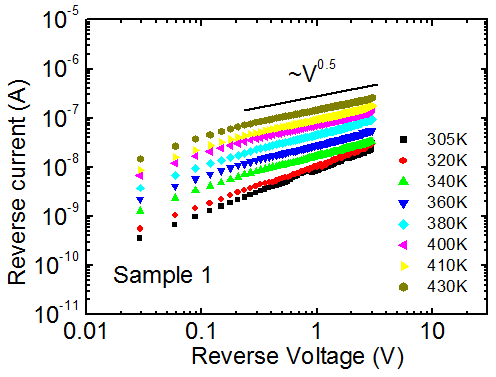 10⁻⁵
10⁻⁶
10⁻⁷
10⁻⁸
10⁻⁹
10⁻¹⁰
10⁻¹¹
Reverse current (A)
~V⁰·⁵
305K
320K
340K
360K
380K
400K
410K
430K
Sample 1
0.01
0.1
1
10
Reverse Voltage (V)